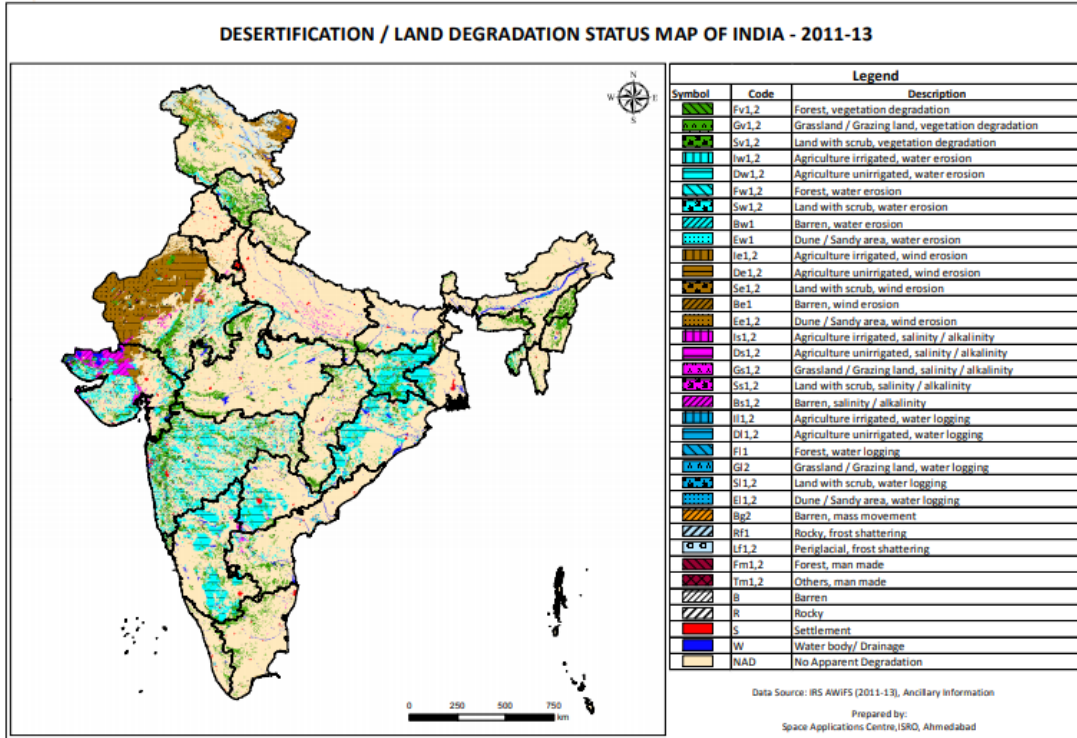 DESERTIFICATION / LAND DEGRADATION STATUS MAP OF INDIA - 2011-13
N
W E
S
0 250 500 750
km
Legend
Symbol Code Description
Fv1,2 Forest, vegetation degradation
Gv1,2 Grassland / Grazing land, vegetation degradation
Sv1,2 Land with scrub, vegetation degradation
Iw1,2 Agriculture irrigated, water erosion
Dw1,2 Agriculture unirrigated, water erosion
Fw1,2 Forest, water erosion
Sw1,2 Land with scrub, water erosion
Bw1 Barren, water erosion
Ew1 Dune / Sandy area, water erosion
Ie1,2 Agriculture irrigated, wind erosion
De1,2 Agriculture unirrigated, wind erosion
Se1,2 Land with scrub, wind erosion
Be1 Barren, wind erosion
Ee1,2 Dune / Sandy area, wind erosion
Is1,2 Agriculture irrigated, salinity / alkalinity
Ds1,2 Agriculture unirrigated, salinity / alkalinity
Gs1,2 Grassland / Grazing land, salinity / alkalinity
Ss1,2 Land with scrub, salinity / alkalinity
Bs1,2 Barren, salinity / alkalinity
Il1,2 Agriculture irrigated, water logging
Dl1,2 Agriculture unirrigated, water logging
Fl1 Forest, water logging
Gl2 Grassland / Grazing land, water logging
Sl1,2 Land with scrub, water logging
El1,2 Dune / Sandy area, water logging
Bg2 Barren, mass movement
Rf1 Rocky, frost shattering
Lf1,2 Periglacial, frost shattering
Fm1,2 Forest, man made
Tm1,2 Others, man made
B Barren
R Rocky
S Settlement
W Water body/ Drainage
NAD No Apparent Degradation
Data Source: IRS AWiFS (2011-13), Ancillary Information
Prepared by:
Space Applications Centre,ISRO, Ahmedabad